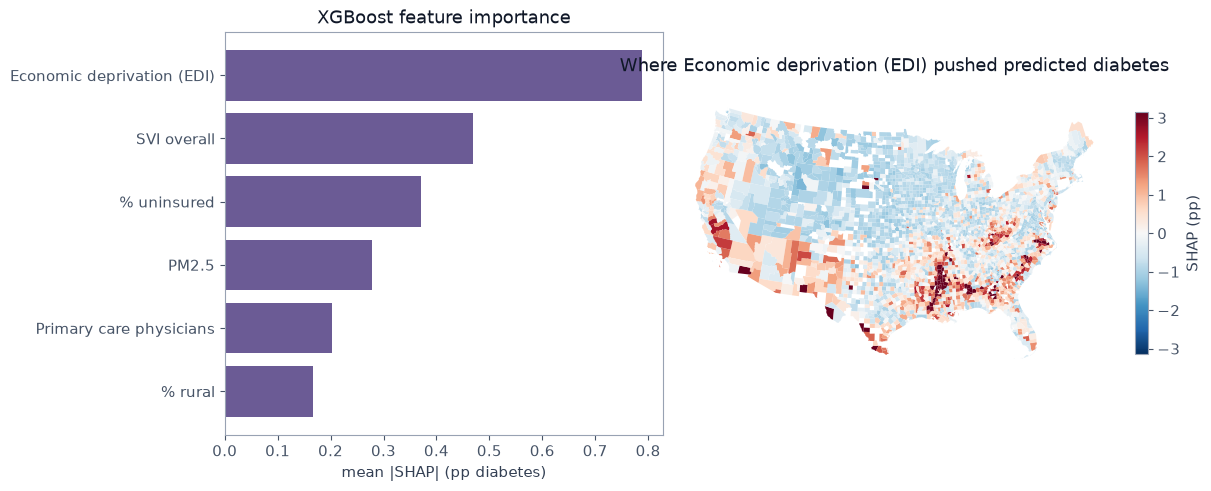 XGBoost feature importance
Economic deprivation (EDI)
SVI overall
% uninsured
PM2.5
Primary care physicians
% rural
0.0 0.1 0.2 0.3 0.4 0.5 0.6 0.7 0.8
mean |SHAP| (pp diabetes)
Where Economic deprivation (EDI) pushed predicted diabetes
3
2
1
0
−1
−2
−3
SHAP (pp)